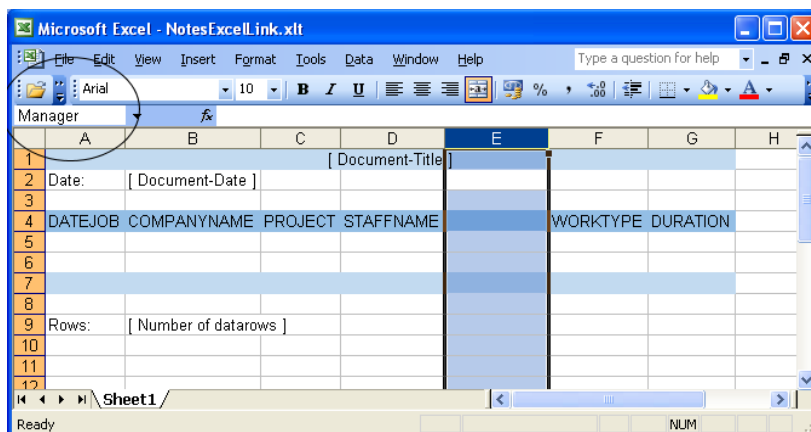 Microsoft Excel - NotesExcelLink.xlt
File Edit View Insert Format Tools Data Window Help Type a question for help
Arial 10 B I U % , A
Manager fx
A B C D E F G H
1 [ Document-Title ]
2 Date: [ Document-Date ]
3
4 DATEJOB COMPANYNAME PROJECT STAFFNAME WORKTYPE DURATION
5
6
7
8
9 Rows: [ Number of datarows ]
10
11
12
Sheet1
Ready NUM